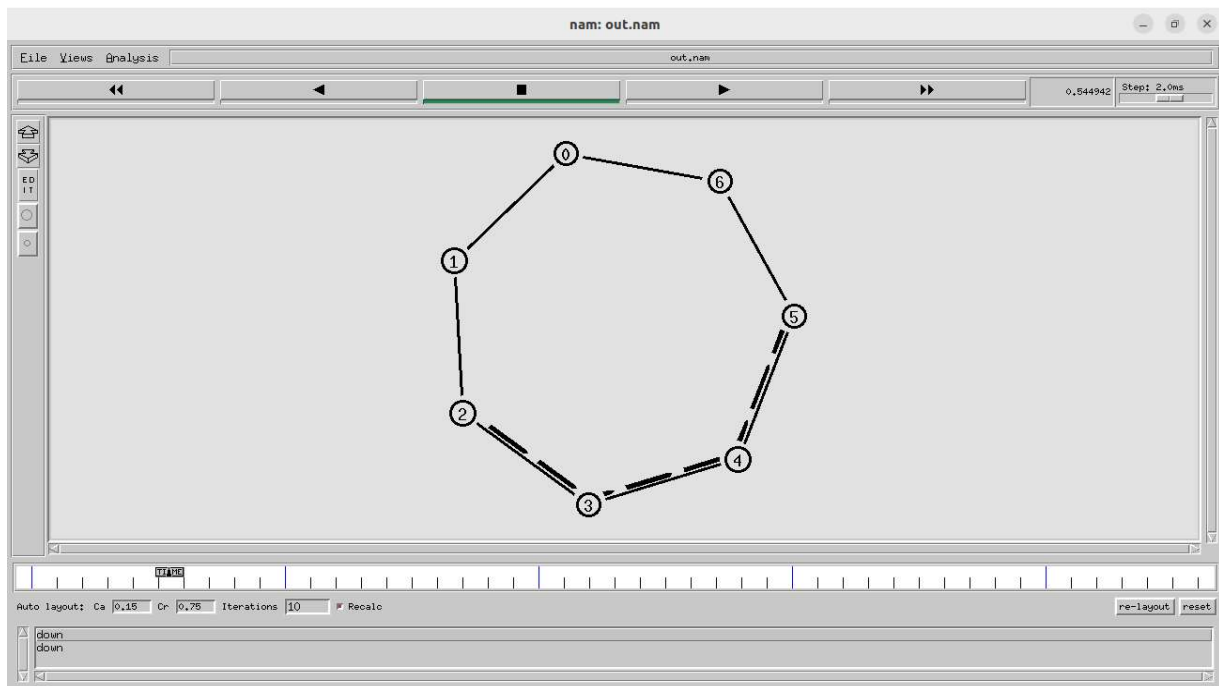 nam: out.nam
File Views Analysis out.nam
0.544942 Step: 2.0ms
ED
IT
0
6
1
5
2
4
3
TIME
Auto layout: Ca 0.15 Cr 0.75 Iterations 10 Recalc re-layout reset
down
down